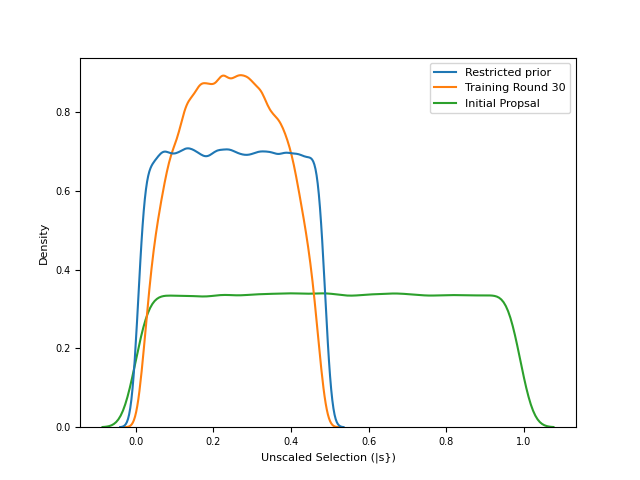 Restricted prior
Training Round 30
Initial Propsal
Density
0.8
0.6
0.4
0.2
0.0
0.0 0.2 0.4 0.6 0.8 1.0
Unscaled Selection (|s})